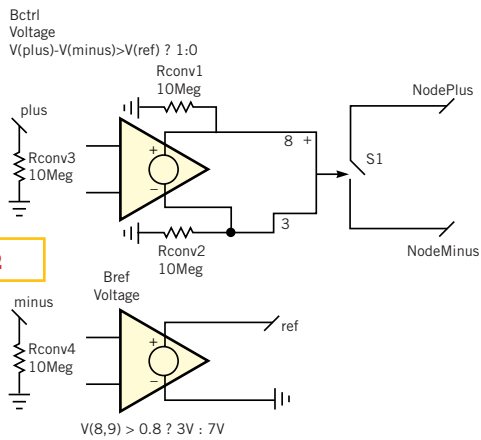 Bctrl
Voltage
V(plus)-V(minus)>V(ref) ? 1:0
Rconv1
10Meg
NodePlus
plus
8 +
+
S1
Rconv3
10Meg
–
3
Rconv2
10Meg
NodeMinus
Bref
Voltage
minus
ref
+
Rconv4
10Meg
–
V(8,9) > 0.8 ? 3V : 7V